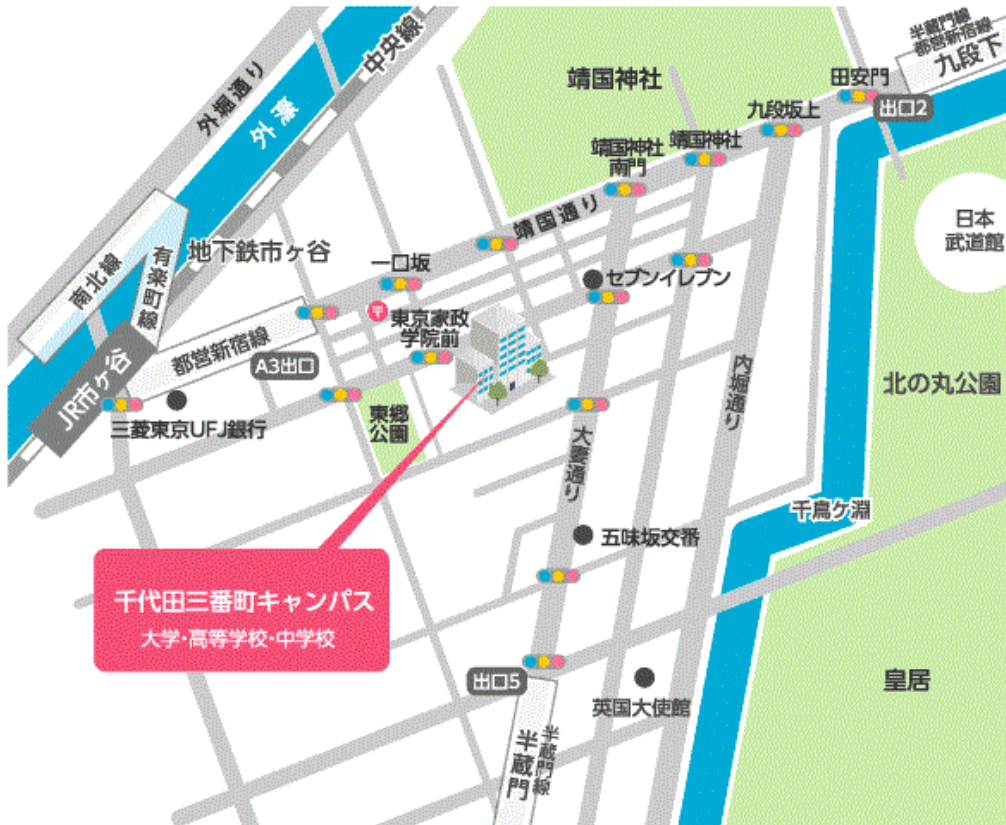 外堀通り
外濠
中央線
靖国神社
半蔵門線
都営新宿線
九段下
田安門
出口2
九段坂上
靖国神社
靖国神社
南門
靖国通り
日本
武道館
南北線
有楽町線
地下鉄市ヶ谷
一口坂
セブンイレブン
東京家政
学院前
都営新宿線
A3出口
JR市ヶ谷
三菱東京UFJ銀行
東郷
公園
内堀通り
北の丸公園
大妻通り
千鳥ケ淵
五味坂交番
千代田三番町キャンパス
大学・高等学校・中学校
出口5
英国大使館
皇居
半蔵門
半蔵門線